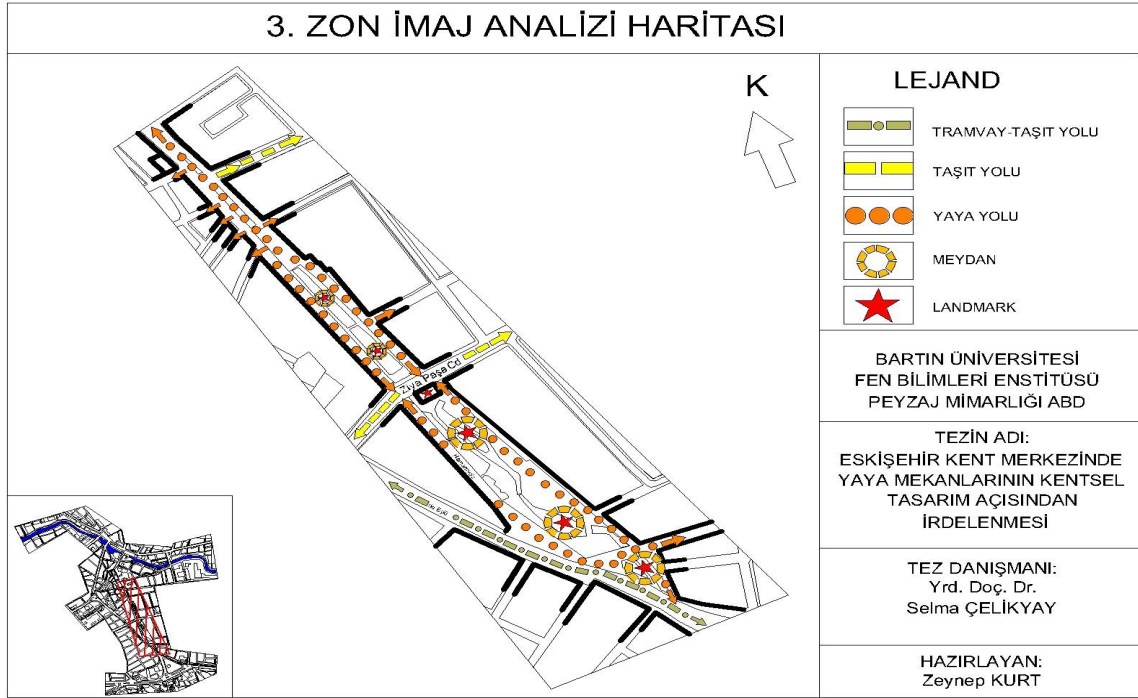 3. ZON İMAJ ANALİZİ HARİTASI
K
Ziya Paşa Cd
LEJAND
TRAMVAY-TAŞIT YOLU
TAŞIT YOLU
YAYA YOLU
MEYDAN
LANDMARK
BARTIN ÜNİVERSİTESİ
FEN BİLİMLERİ ENSTİTÜSÜ
PEYZAJ MİMARLIĞI ABD
TEZİN ADI:
ESKİŞEHİR KENT MERKEZİNDE
YAYA MEKANLARININ KENTSEL
TASARIM AÇISINDAN
İRDELENMESİ
TEZ DANIŞMANI:
Yrd. Doç. Dr.
Selma ÇELİKYAY
HAZIRLAYAN:
Zeynep KURT